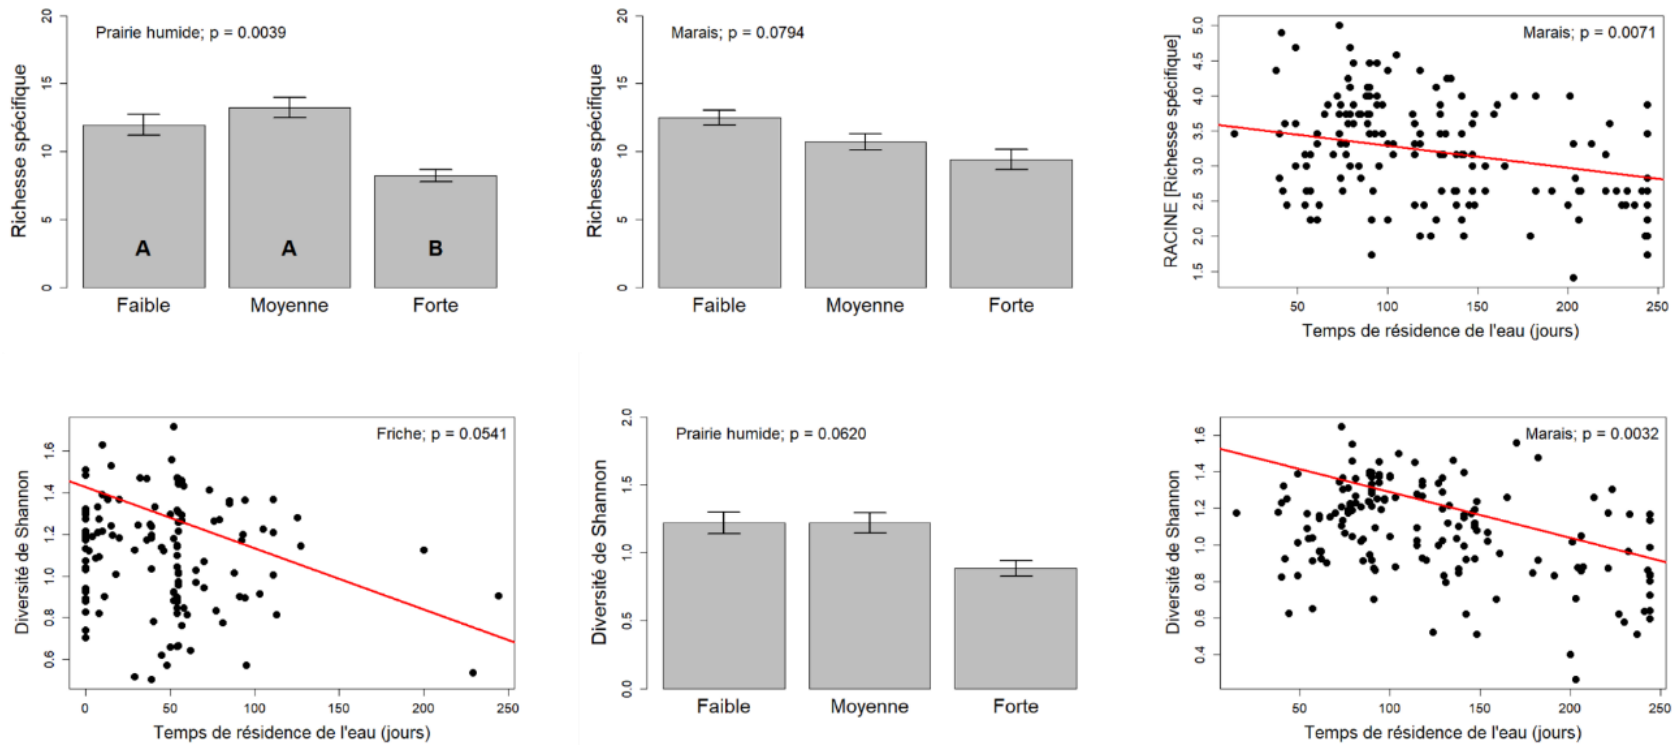 Prairie humide; p = 0.0039
Richesse spécifique
0
5
10
15
20
A
A
B
Faible
Moyenne
Forte
Marais; p = 0.0794
Richesse spécifique
0
5
10
15
20
Faible
Moyenne
Forte
Marais; p = 0.0071
RACINE [Richesse spécifique]
1.5
2.0
2.5
3.0
3.5
4.0
4.5
5.0
50
100
150
200
250
Temps de résidence de l'eau (jours)
Friche; p = 0.0541
Diversité de Shannon
0.6
0.8
1.0
1.2
1.4
1.6
0
50
100
150
200
250
Temps de résidence de l'eau (jours)
Prairie humide; p = 0.0620
Diversité de Shannon
0.0
0.5
1.0
1.5
2.0
Faible
Moyenne
Forte
Marais; p = 0.0032
Diversité de Shannon
0.4
0.6
0.8
1.0
1.2
1.4
1.6
50
100
150
200
250
Temps de résidence de l'eau (jours)